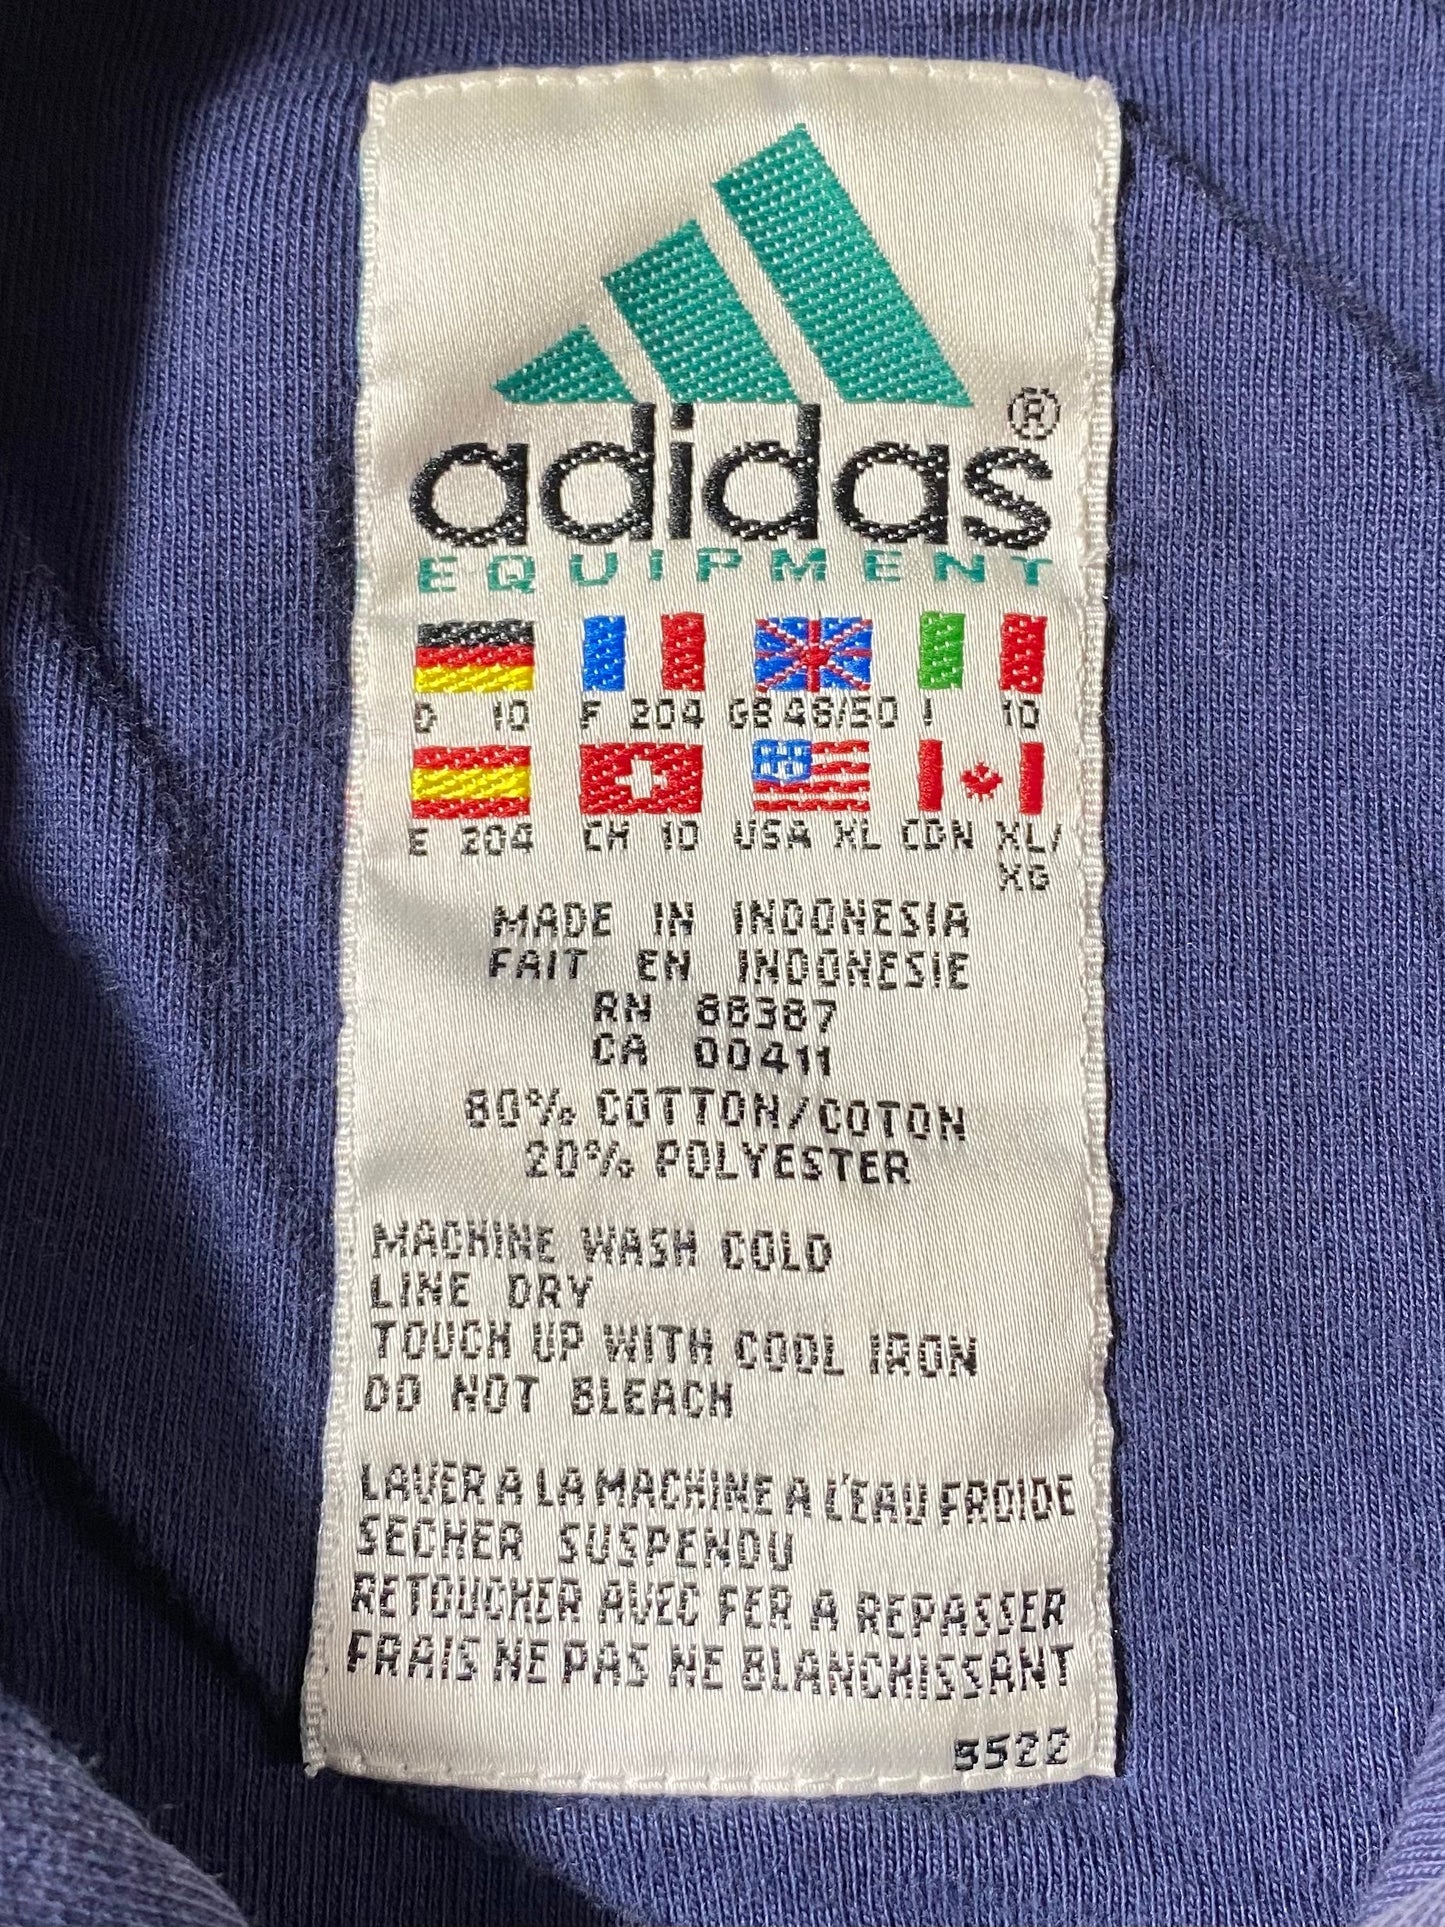 adidas ®
EQUIPMENT
D 10 F 204 GB 48/50 I 10
E 204 CH 10 USA XL CDN XL/
XG
MADE IN INDONESIA
FAIT EN INDONESIE
RN 88387
CA 00411
80% COTTON/COTON
20% POLYESTER
MACHINE WASH COLD
LINE DRY
TOUCH UP WITH COOL IRON
DO NOT BLEACH
LAVER A LA MACHINE A L'EAU FROIDE
SECHER SUSPENDU
RETOUCHER AVEC FER A REPASSER
FRAIS NE PAS NE BLANCHISSANT
5522